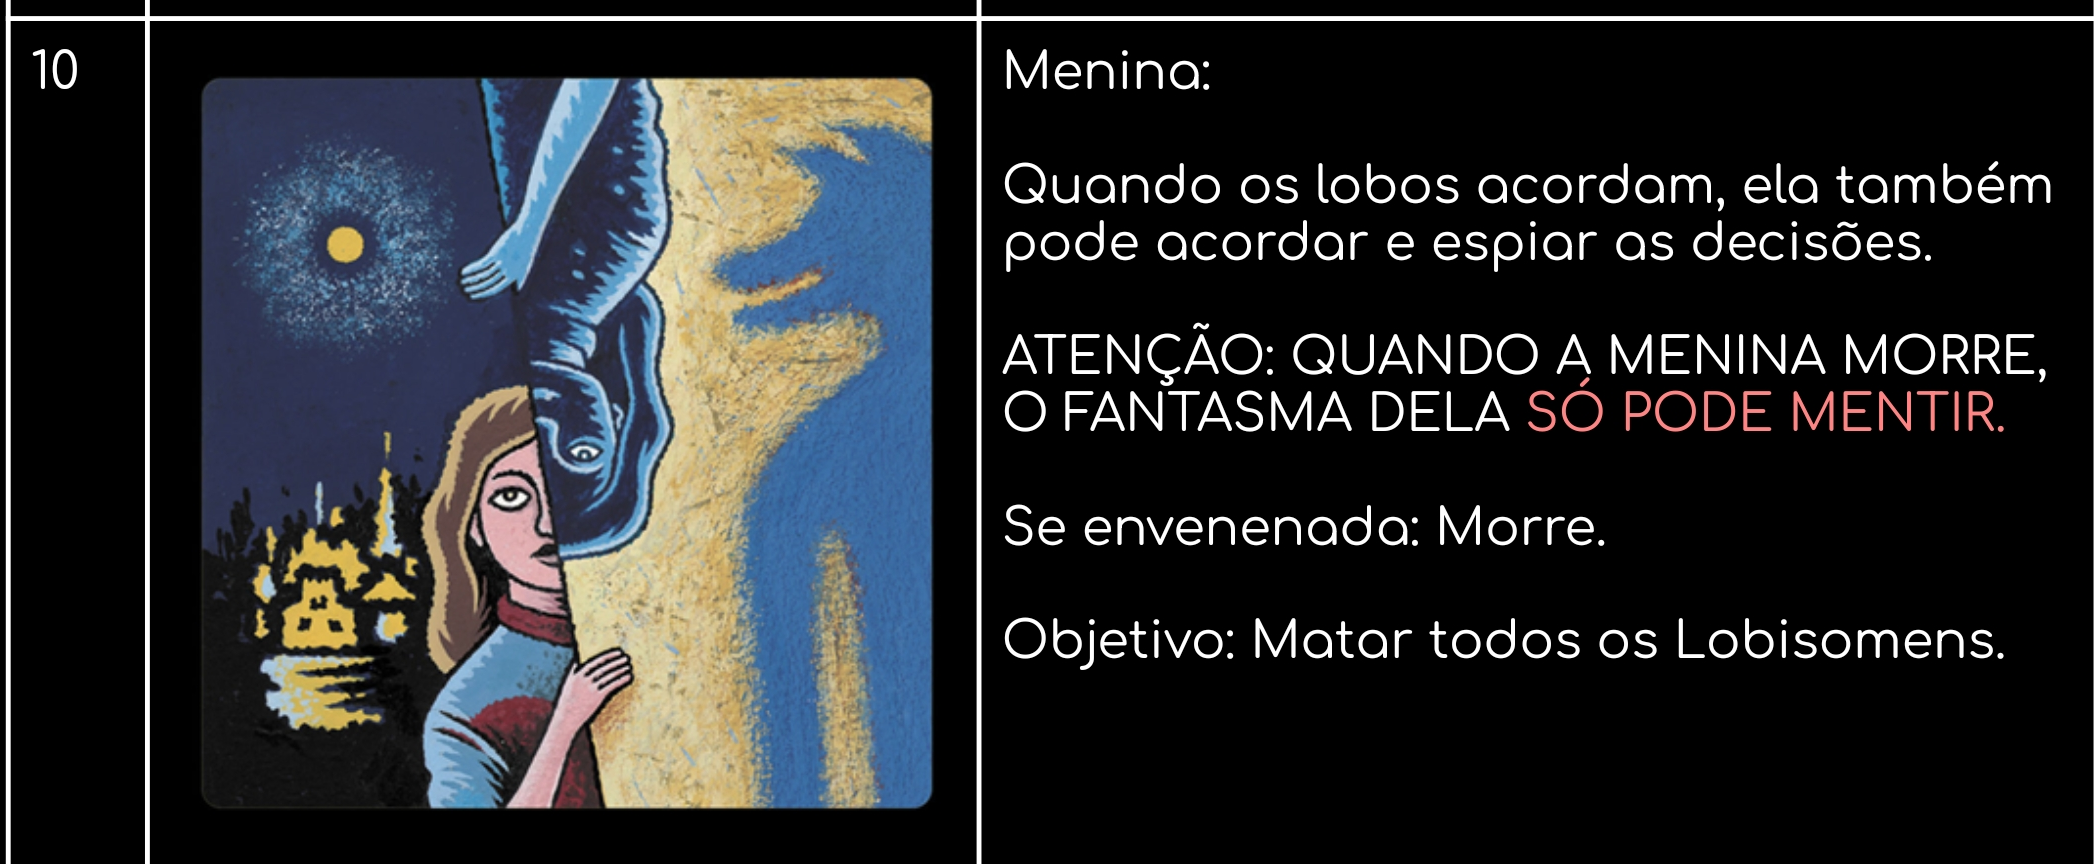 10
Menina:
Quando os lobos acordam, ela também
pode acordar e espiar as decisões.
ATENÇÃO: QUANDO A MENINA MORRE,
O FANTASMA DELA SÓ PODE MENTIR.
Se envenenada: Morre.
Objetivo: Matar todos os Lobisomens.